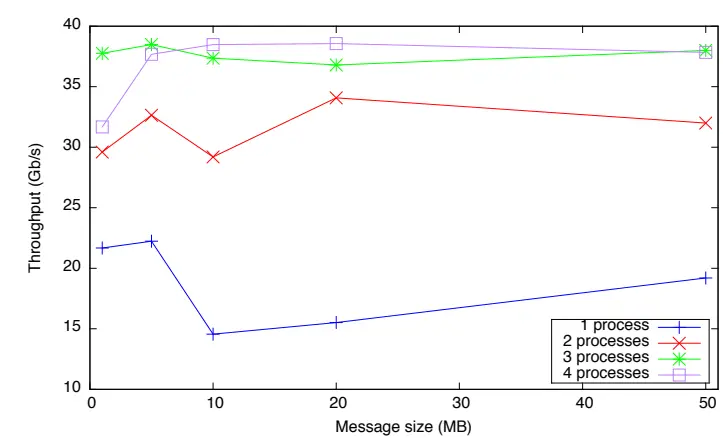 40
35
30
25
20
15
10
Throughput (Gb/s)
1 process
2 processes
3 processes
4 processes
0 10 20 30 40 50
Message size (MB)